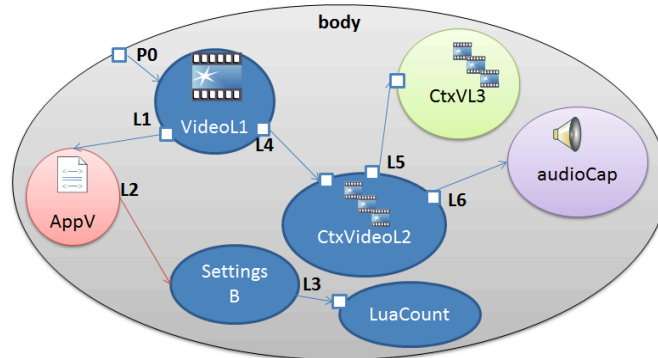 body
P0
VideoL1
CtxVL3
L1
L4
L5
audioCap
L2
L6
AppV
CtxVideoL2
Settings
B
L3
LuaCount